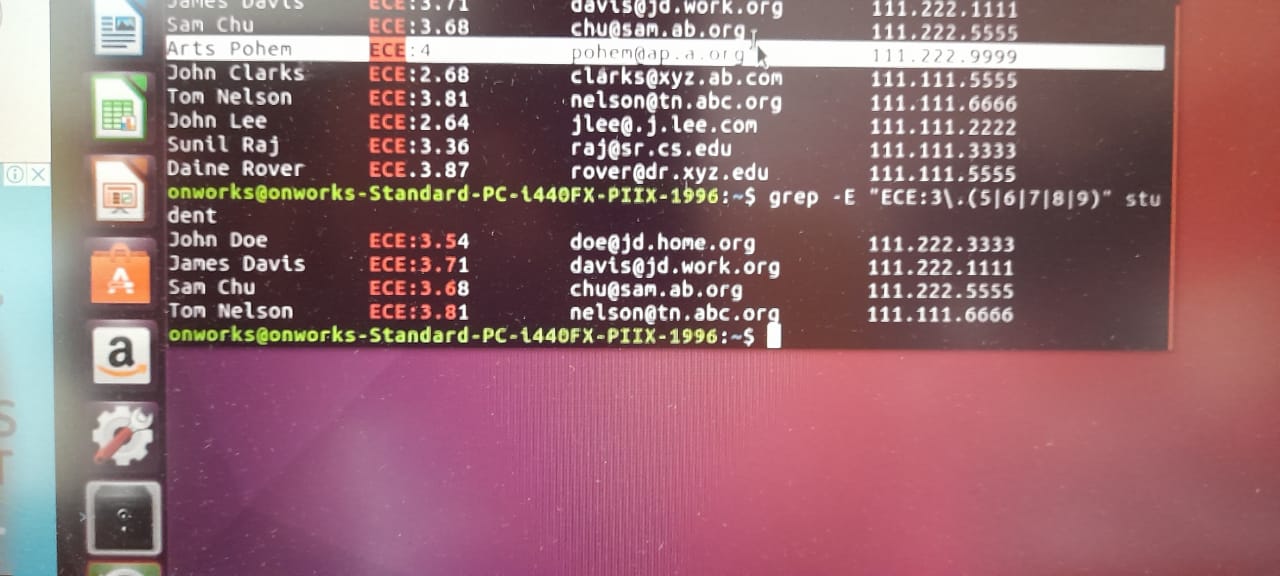 James Davis ECE:3.71 davis@jd.work.org 111.222.1111
Sam Chu ECE:3.68 chu@sam.ab.org 111.222.5555
Arts Pohem ECE:4 pohem@ap.a.org 111.222.9999
John Clarks ECE:2.68 clarks@xyz.ab.com 111.111.5555
Tom Nelson ECE:3.81 nelson@tn.abc.org 111.111.6666
John Lee ECE:2.64 jlee@.j.lee.com 111.111.2222
Sunil Raj ECE:3.36 raj@sr.cs.edu 111.111.3333
Daine Rover ECE.3.87 rover@dr.xyz.edu 111.111.5555
onworks@onworks-Standard-PC-i440FX-PIIX-1996:~$ grep -E "ECE:3\.(5|6|7|8|9)" stu
dent
John Doe ECE:3.54 doe@jd.home.org 111.222.3333
James Davis ECE:3.71 davis@jd.work.org 111.222.1111
Sam Chu ECE:3.68 chu@sam.ab.org 111.222.5555
Tom Nelson ECE:3.81 nelson@tn.abc.org 111.111.6666
onworks@onworks-Standard-PC-i440FX-PIIX-1996:~$